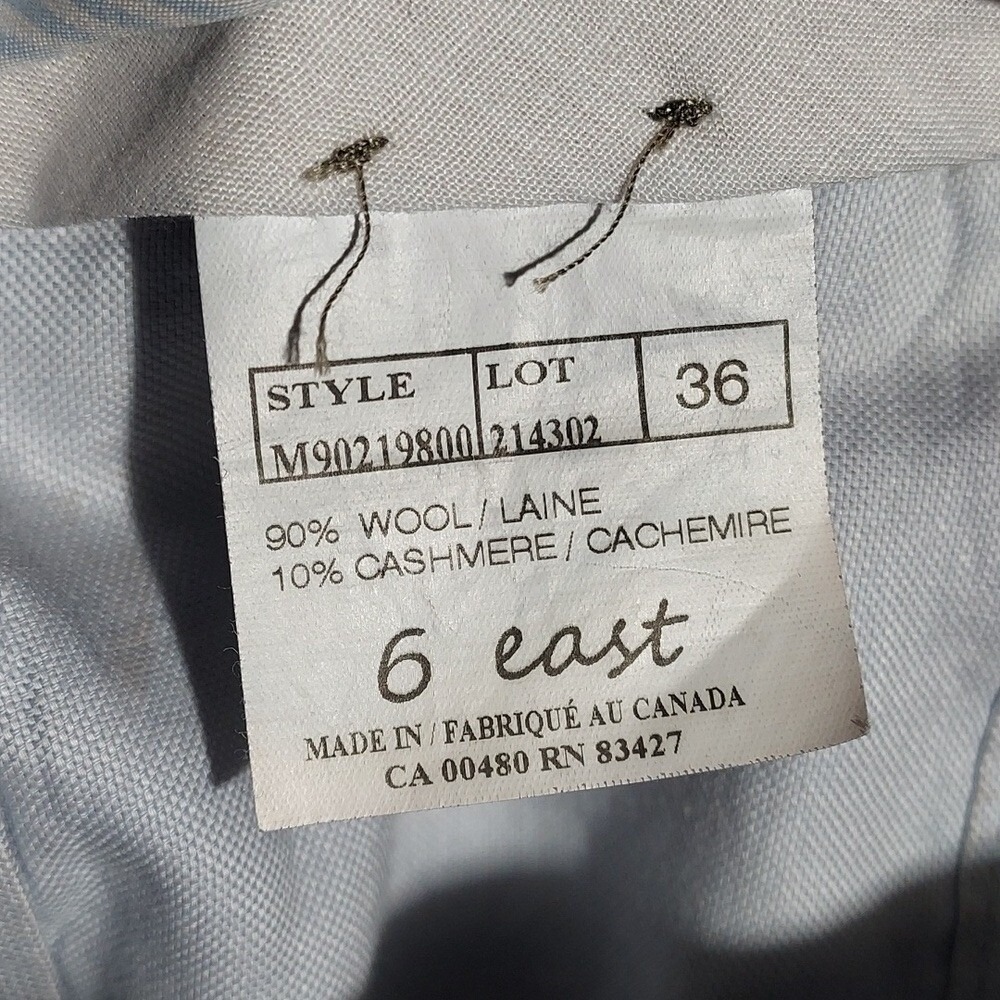 STYLE LOT 36
M90219800 214302
90% WOOL / LAINE
10% CASHMERE / CACHEMIRE
6 east
MADE IN / FABRIQUÉ AU CANADA
CA 00480 RN 83427